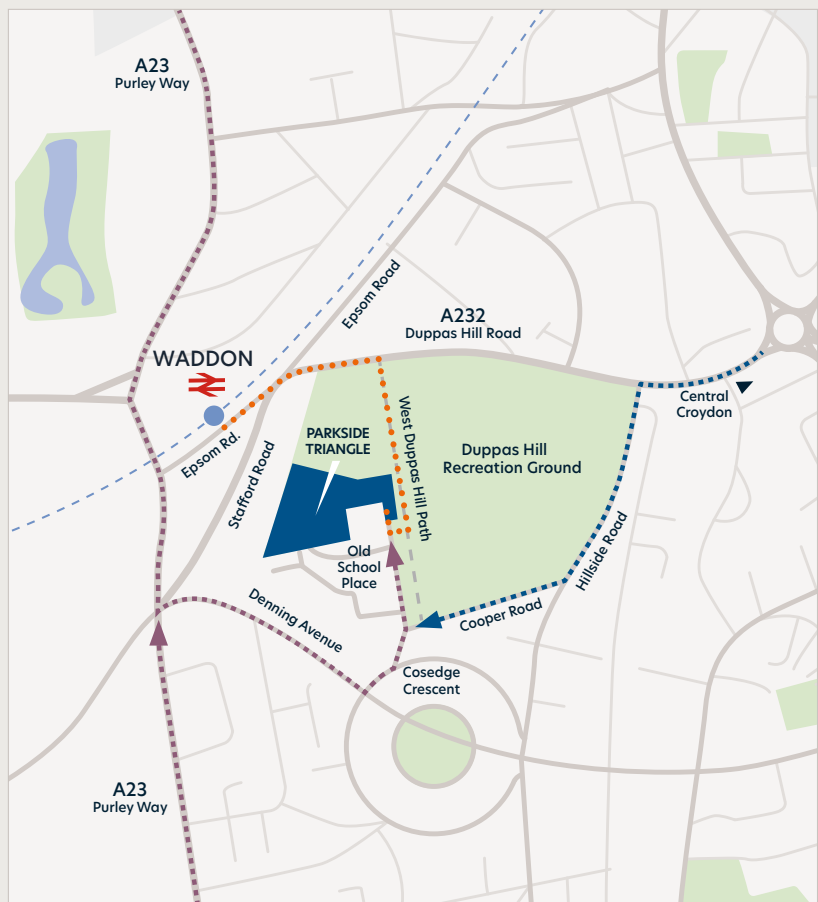 A23
Purley Way
Epsom Road
A232
Duppas Hill Road
WADDON
Central
Croydon
Epsom Rd.
Stafford Road
PARKSIDE
TRIANGLE
West Duppas Hill Path
Duppas Hill
Recreation Ground
Hillside Road
Old
School
Place
Cooper Road
Denning Avenue
Cosedge
Crescent
A23
Purley Way